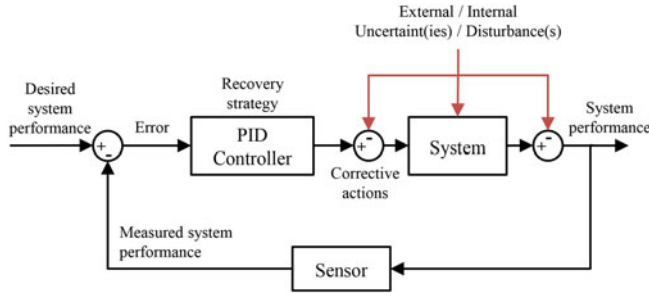 External / Internal
Uncertaint(ies) / Disturbance(s)
Desired
system
performance
Error
Recovery
strategy
PID
Controller
+
-
+
-
Corrective
actions
System
+
-
System
performance
Measured system
performance
Sensor